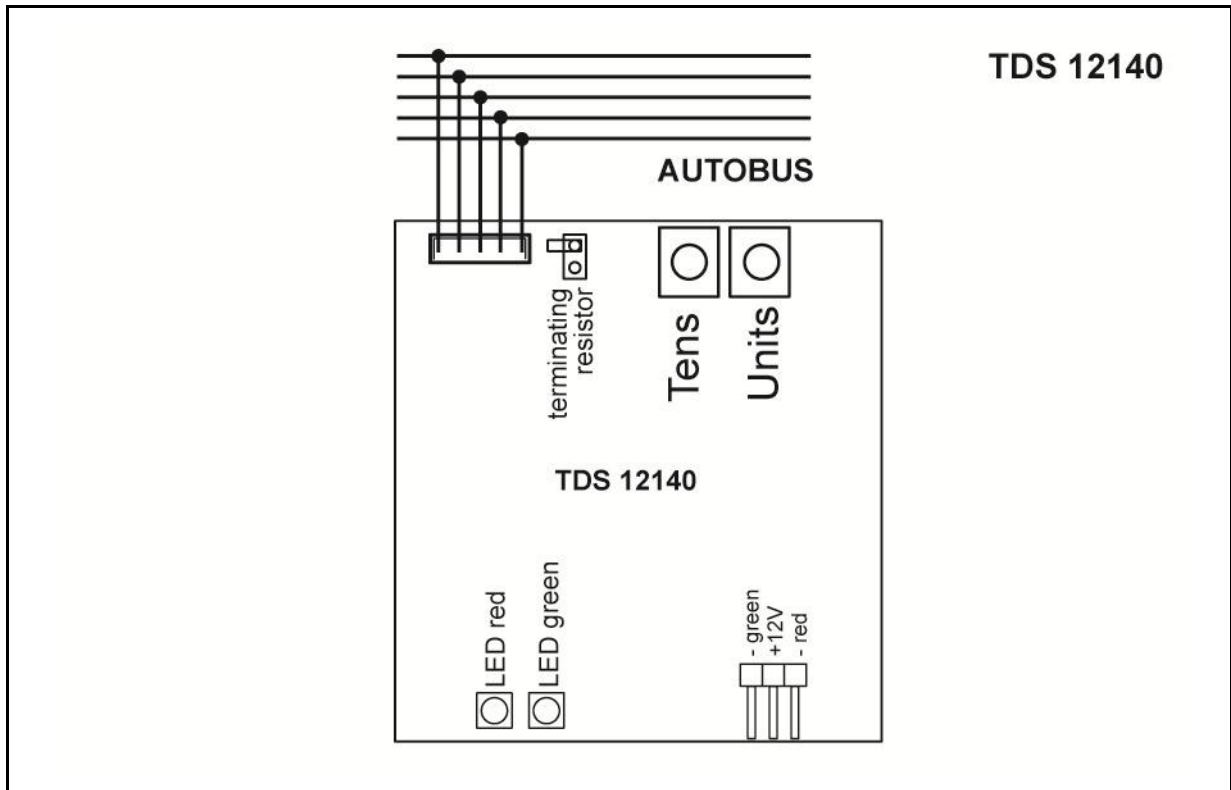 TDS 12140
AUTOBUS
terminating
resistor
Tens
Units
TDS 12140
LED red
LED green
- green
+12V
- red